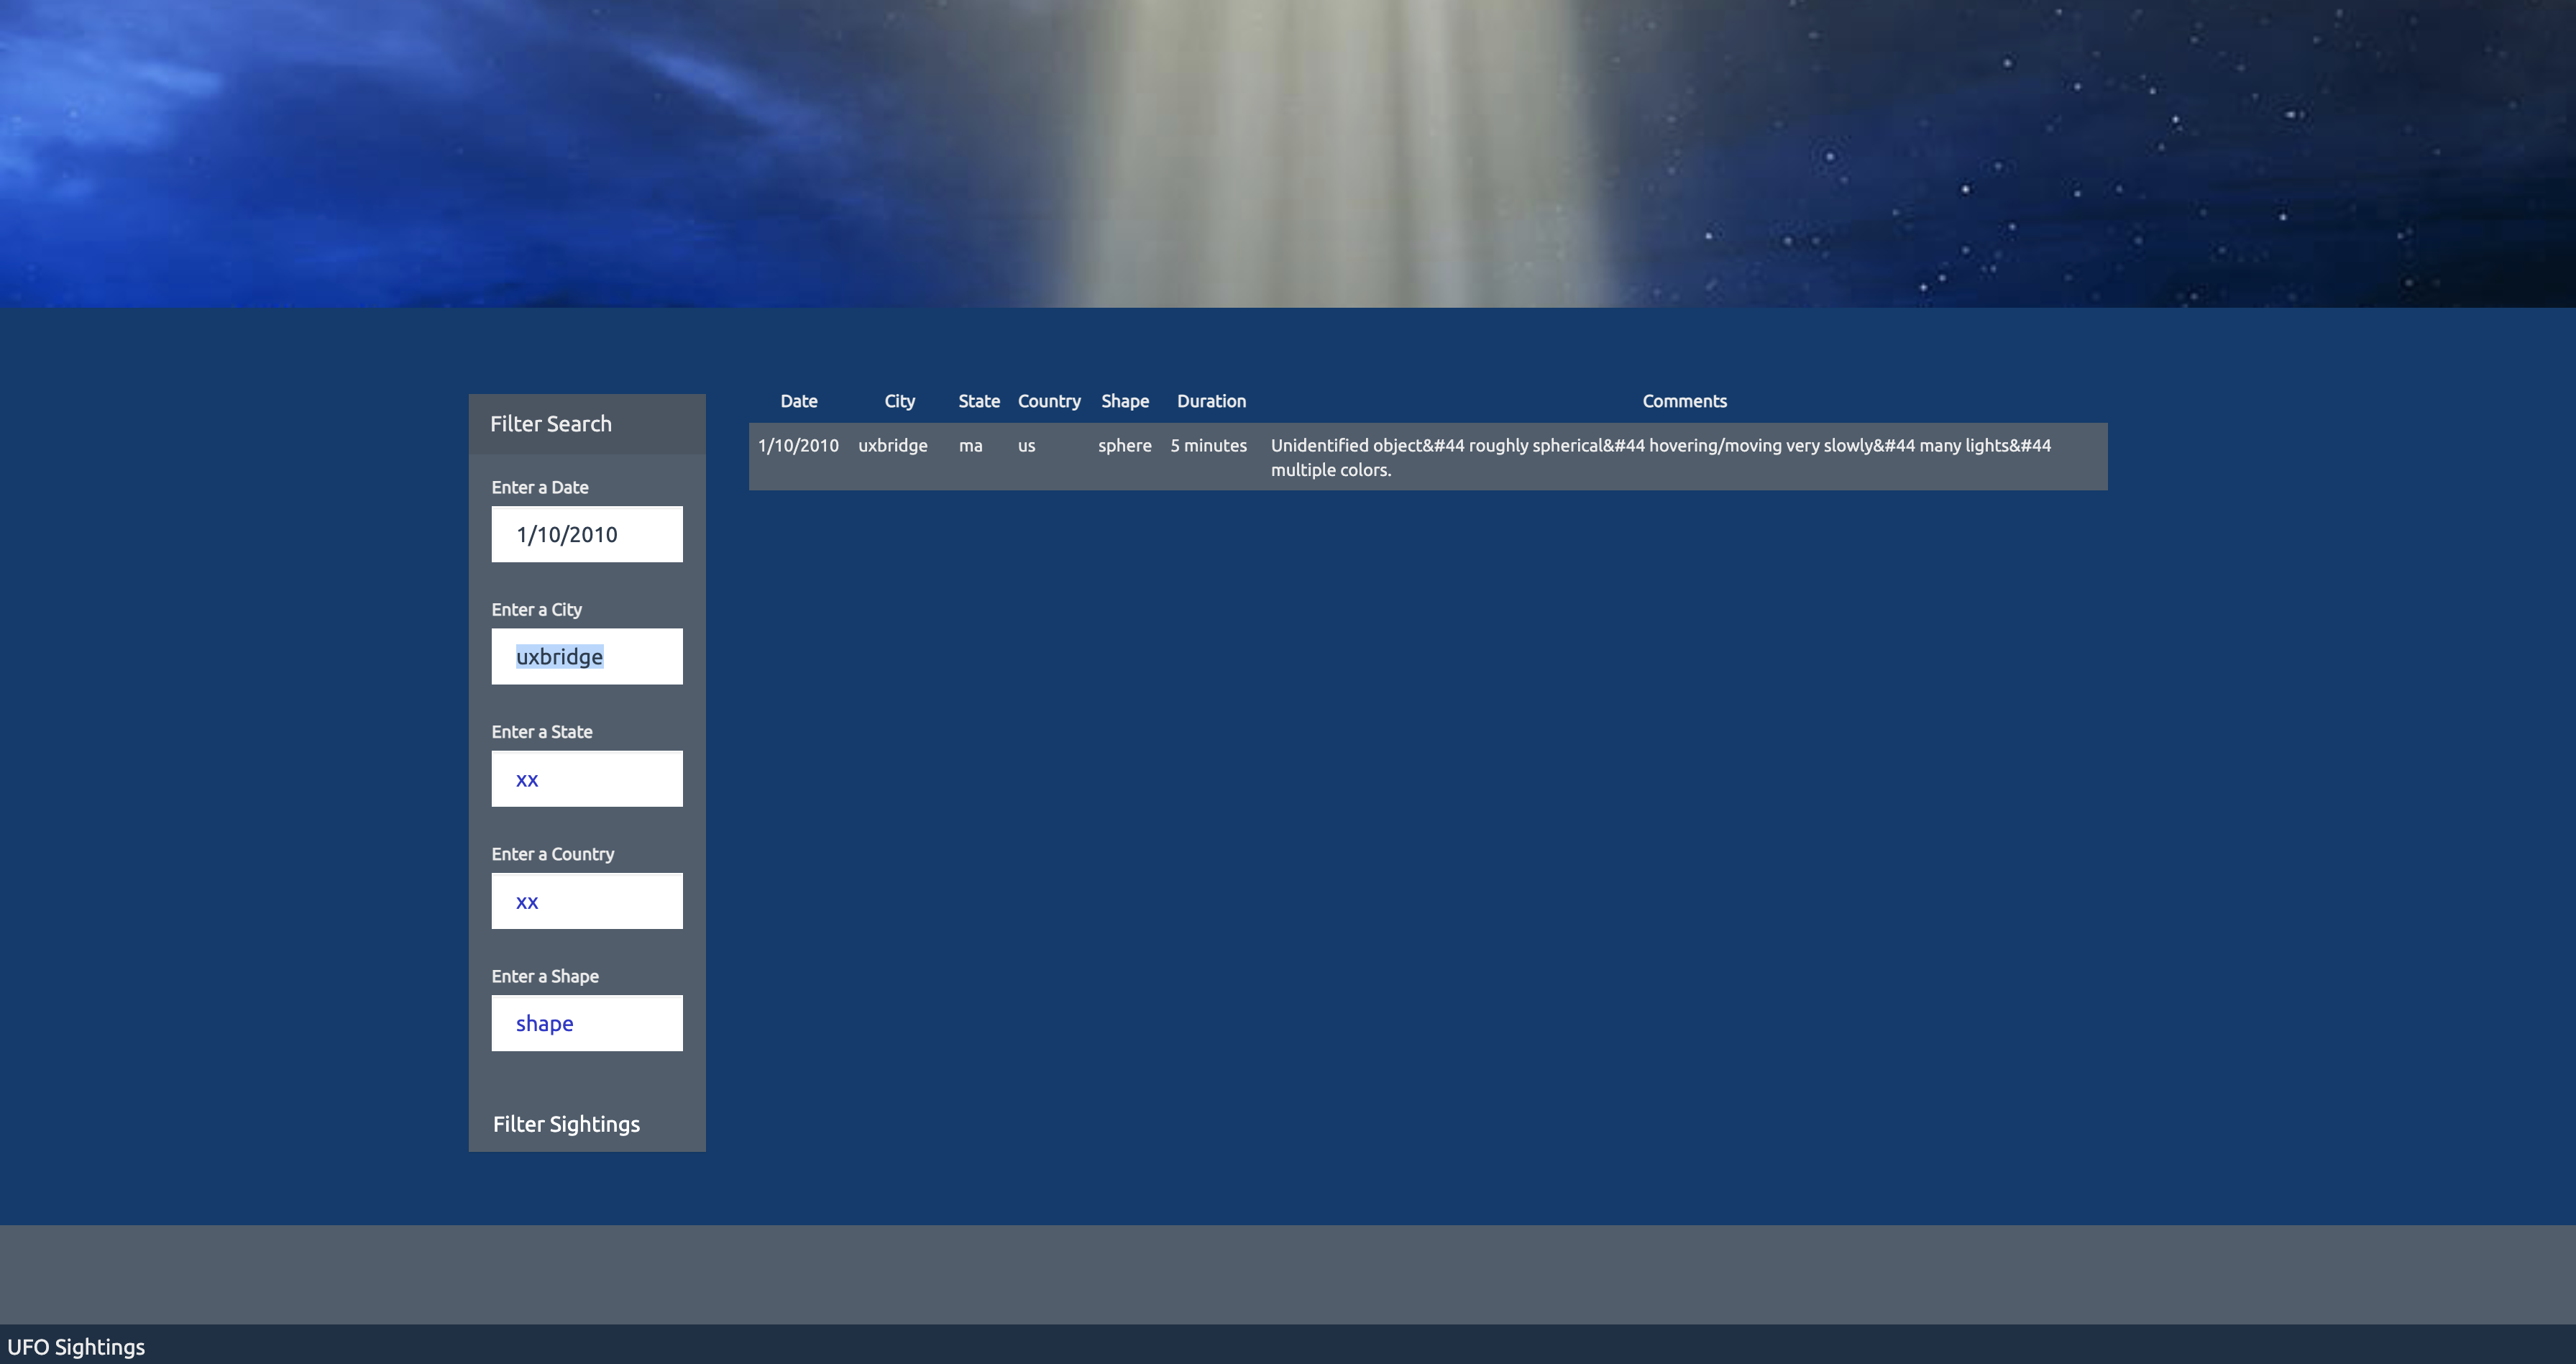 Filter Search
Enter a Date
1/10/2010
Enter a City
uxbridge
Enter a State
xx
Enter a Country
xx
Enter a Shape
shape
Filter Sightings
Date City State Country Shape Duration Comments
1/10/2010 uxbridge ma us sphere 5 minutes Unidentified object&#44 roughly spherical&#44 hovering/moving very slowly&#44 many lights&#44
multiple colors.
UFO Sightings